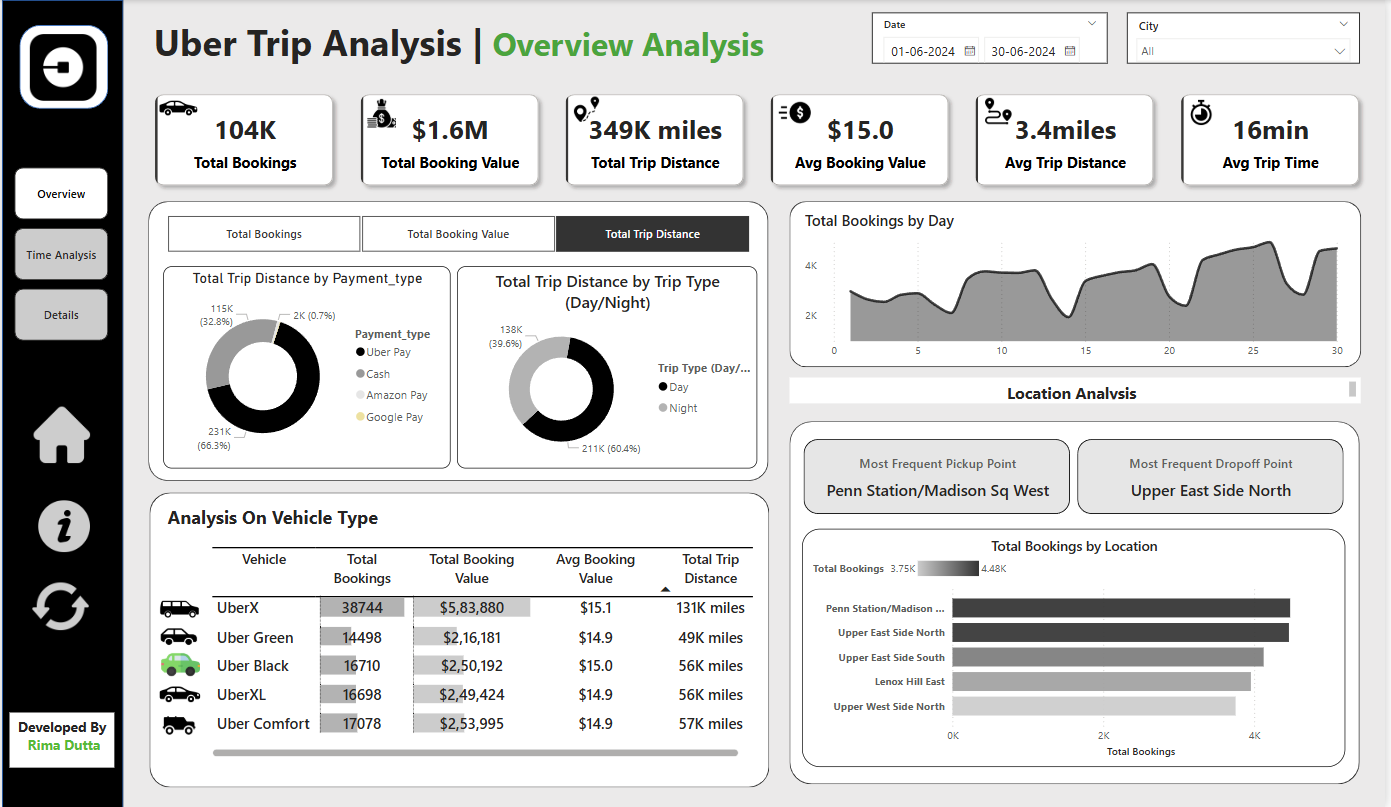 Uber Trip Analysis | Overview Analysis
Date
01-06-2024 30-06-2024
City
All
104K
Total Bookings
$1.6M
Total Booking Value
349K miles
Total Trip Distance
$15.0
Avg Booking Value
3.4miles
Avg Trip Distance
16min
Avg Trip Time
Overview
Time Analysis
Details
Developed By
Rima Dutta
Total Bookings
Total Booking Value
Total Trip Distance
Total Trip Distance by Payment_type
115K
(32.8%)
2K (0.7%)
231K
(66.3%)
Payment_type
Uber Pay
Cash
Amazon Pay
Google Pay
Total Trip Distance by Trip Type
(Day/Night)
138K
(39.6%)
211K (60.4%)
Trip Type (Day/...
Day
Night
Total Bookings by Day
4K
2K
0 5 10 15 20 25 30
Analysis On Vehicle Type
Vehicle Total Bookings Total Booking Value Avg Booking Value Total Trip Distance
UberX 38744 $5,83,880 $15.1 131K miles
Uber Green 14498 $2,16,181 $14.9 49K miles
Uber Black 16710 $2,50,192 $15.0 56K miles
UberXL 16698 $2,49,424 $14.9 56K miles
Uber Comfort 17078 $2,53,995 $14.9 57K miles
Location Analysis
Most Frequent Pickup Point
Penn Station/Madison Sq West
Most Frequent Dropoff Point
Upper East Side North
Total Bookings by Location
Total Bookings 3.75K 4.48K
Penn Station/Madison ...
Upper East Side North
Upper East Side South
Lenox Hill East
Upper West Side North
0K 2K 4K
Total Bookings